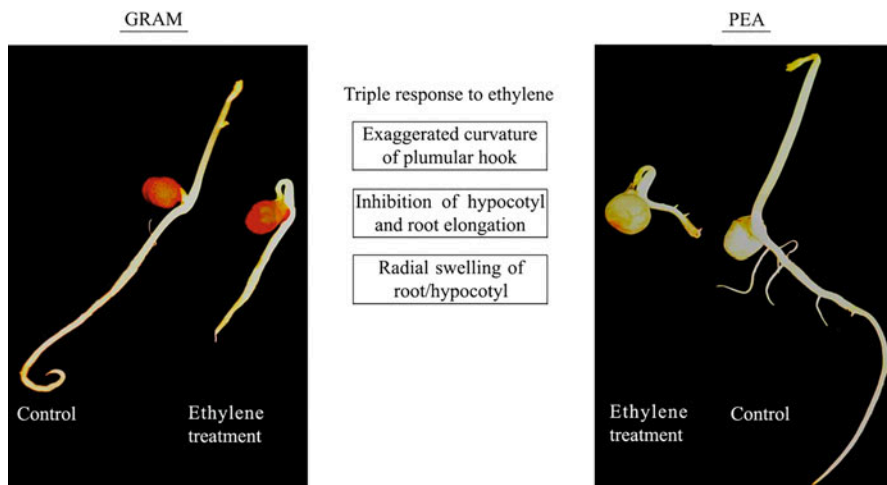 GRAM
Control
Ethylene
treatment
Triple response to ethylene
Exaggerated curvature
of plumular hook
Inhibition of hypocotyl
and root elongation
Radial swelling of
root/hypocotyl
PEA
Ethylene
treatment
Control